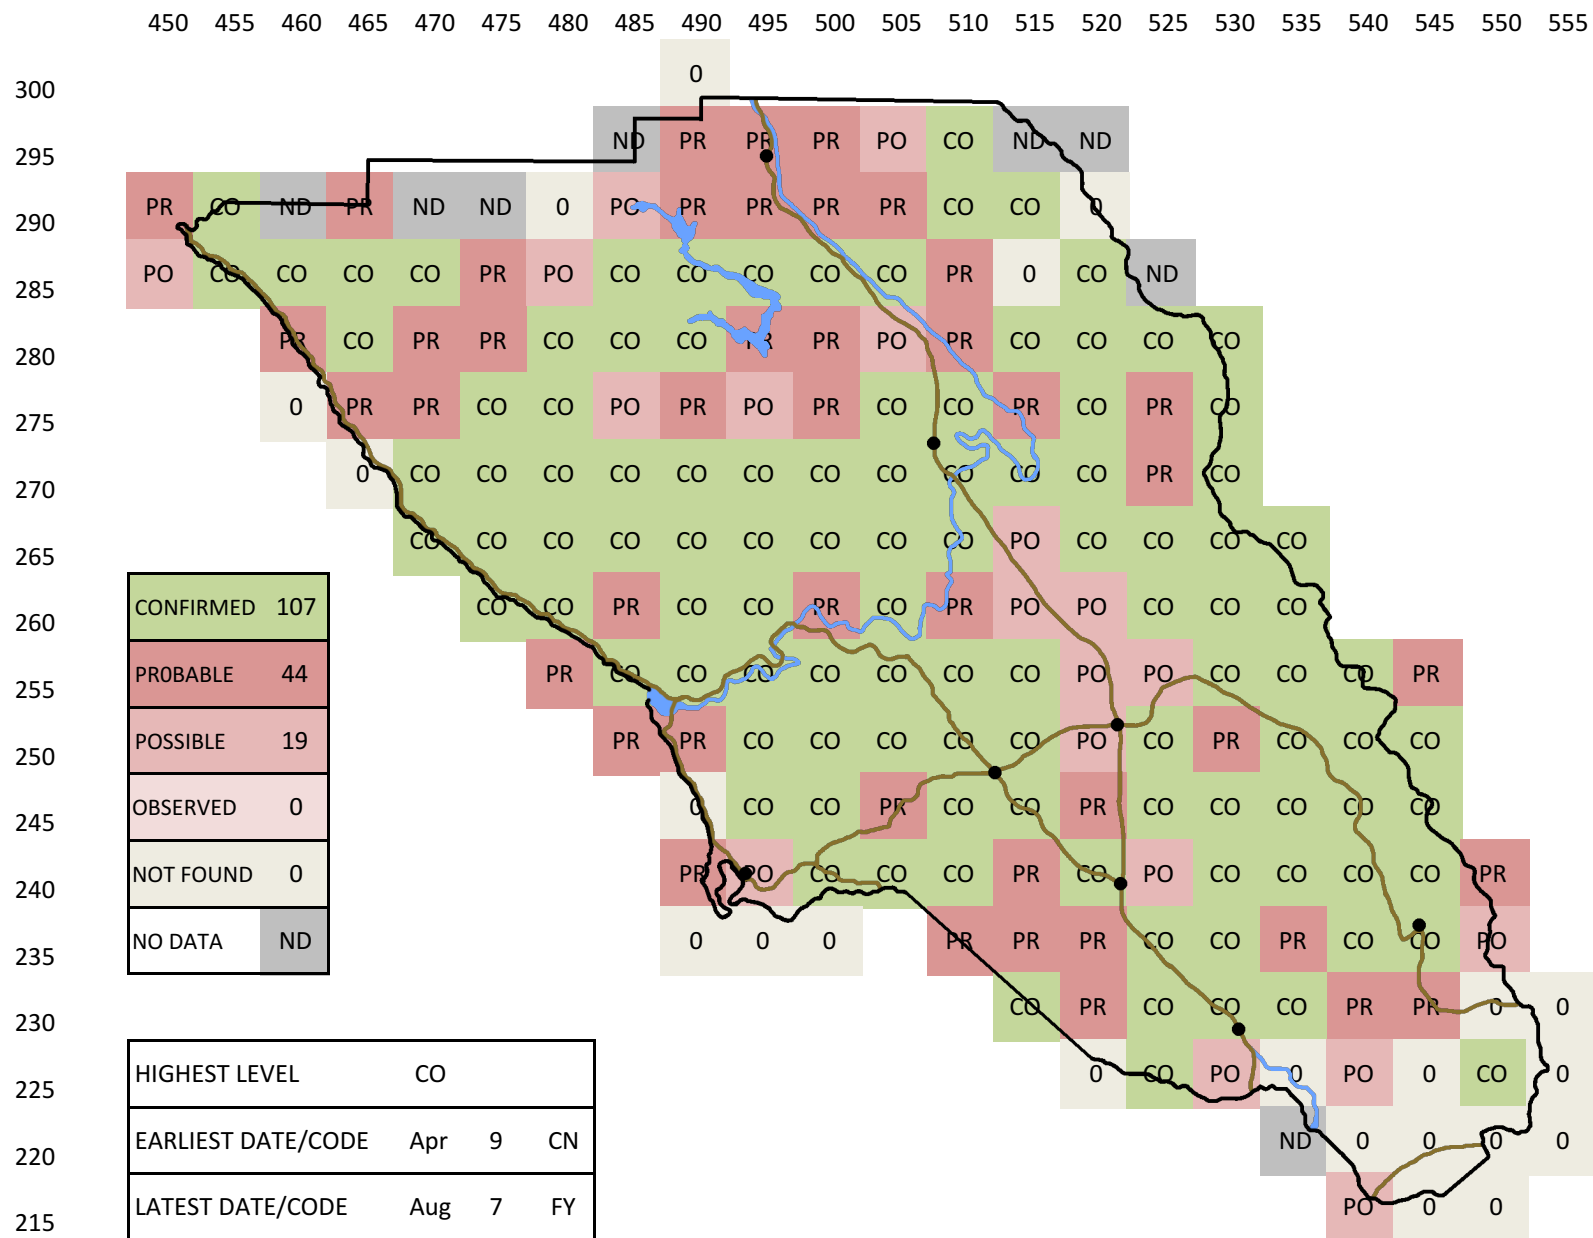 450 455 460 465 470 475 480 485 490 495 500 505 510 515 520 525 530 535 540 545 550 555
0
300
ND PR PR PR PO CO ND ND
295
PR CO ND PR ND ND 0 PO PR PR PR PR CO CO 0
290
PO CO CO CO CO PR PO CO CO CO CO CO PR 0 CO ND
285
PR CO PR PR CO CO CO PR PR PO PR CO CO CO CO
280
0 PR PR CO CO PO PR PO PR CO CO PR CO PR CO
275
0 CO CO CO CO CO CO CO CO CO CO CO PR CO
270
CO CO CO CO CO CO CO CO CO PO CO CO CO CO
265
CO CO PR CO CO PR CO PR PO PO CO CO CO
260
CONFIRMED 107
PR CO CO CO CO CO CO CO PO PO CO CO CO PR
255
PR0BABLE 44
PR PR CO CO CO CO CO PO CO PR CO CO CO
250
POSSIBLE 19
0 CO CO PR CO CO PR CO CO CO CO CO
245
OBSERVED 0
PR PO CO CO CO PR CO PO CO CO CO CO PR
240
NOT FOUND 0
0 0 0 PR PR PR CO CO PR CO CO PO
235
NO DATA ND
CO PR CO CO CO PR PR 0 0
230
0 CO PO 0 PO 0 CO 0
225
HIGHEST LEVEL CO
ND 0 0 0 0
220
EARLIEST DATE/CODE Apr 9 CN
PO 0 0
215
LATEST DATE/CODE Aug 7 FY